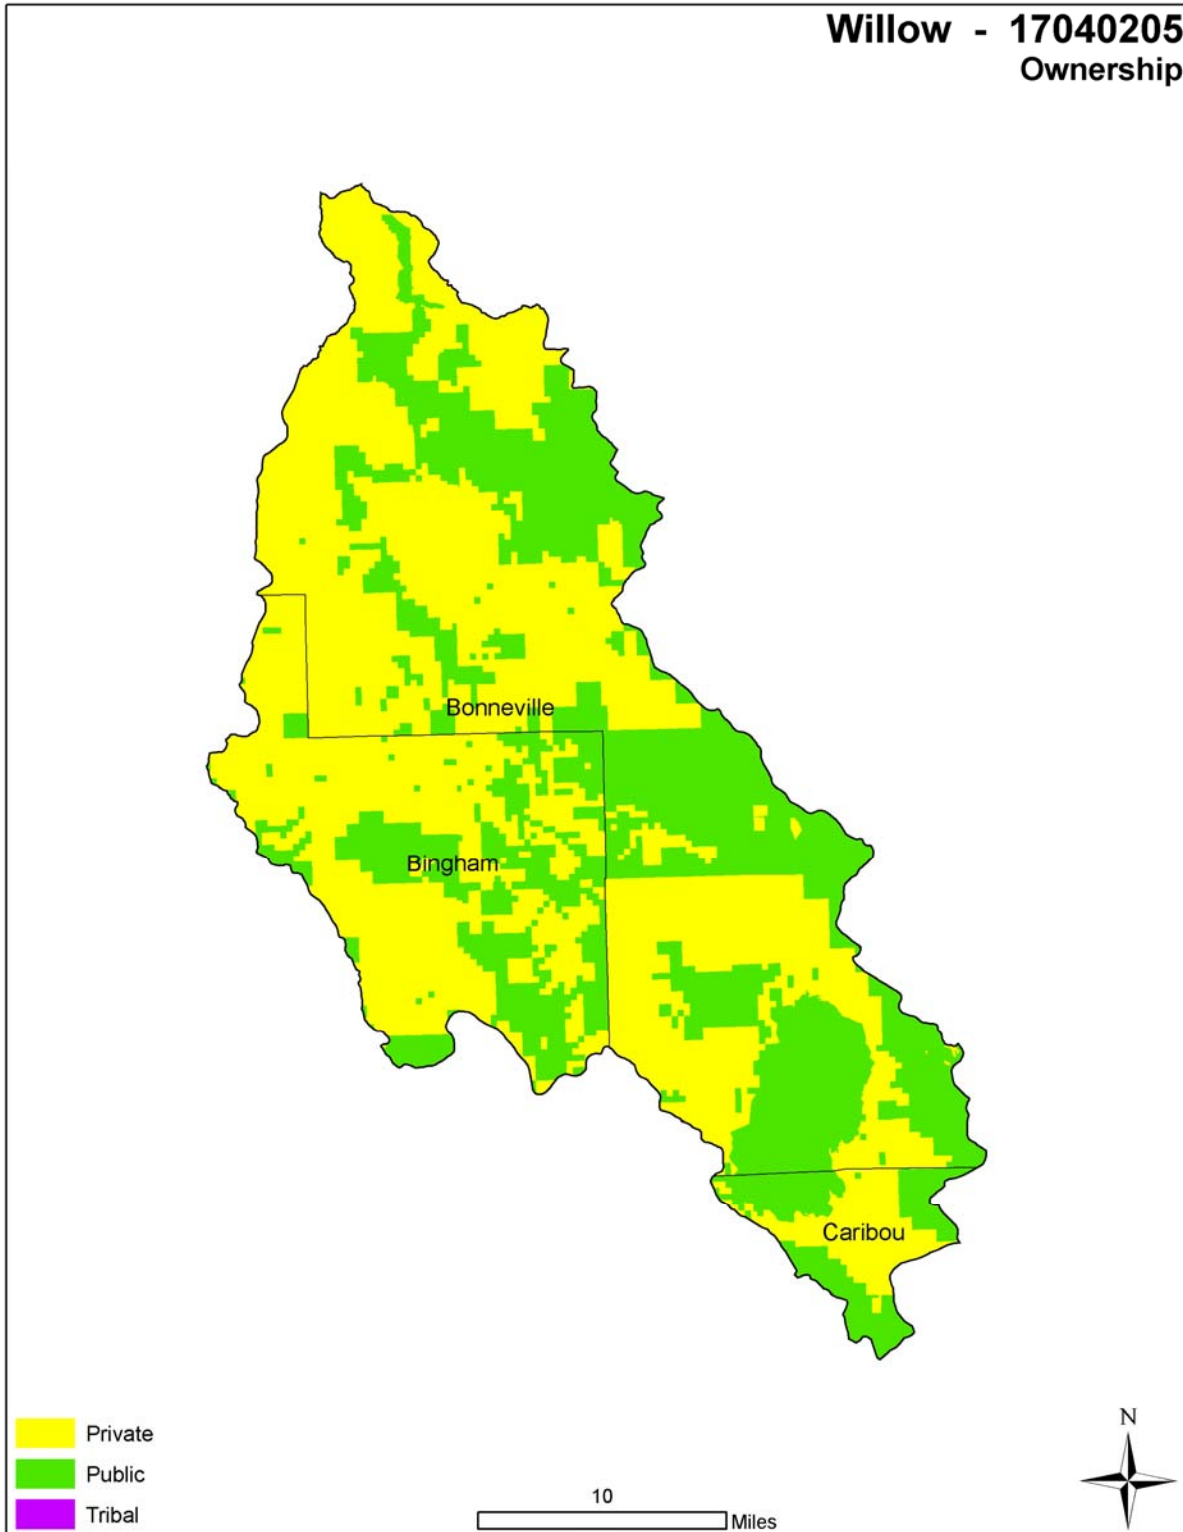 Willow - 17040205
Ownership
Bonneville
Bingham
Caribou
Private
Public
Tribal
10
Miles
N